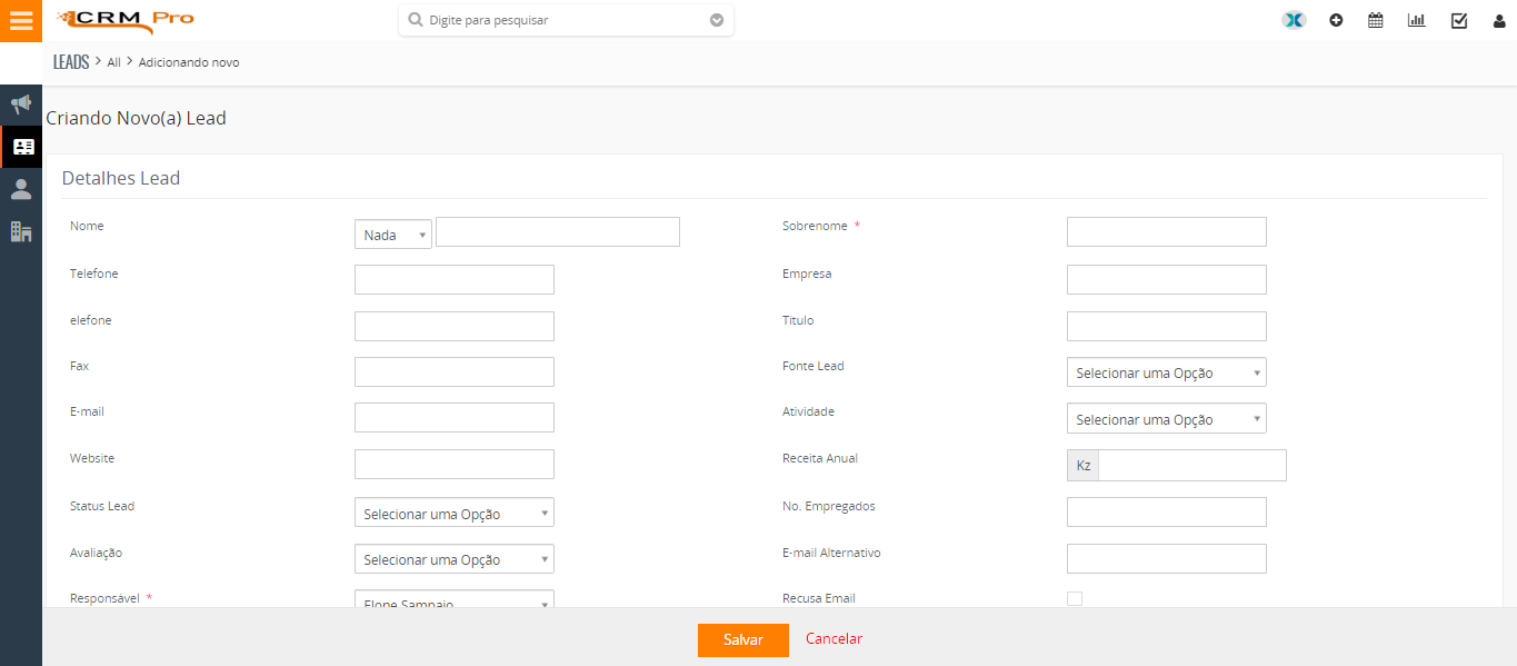 CRM Pro
Digite para pesquisar
LEADS > All > Adicionando novo
Criando Novo(a) Lead
Detalhes Lead
Nome Nada Sobrenome *
Telefone Empresa
elefone Título
Fax Fonte Lead Selecionar uma Opção
E-mail Atividade Selecionar uma Opção
Website Receita Anual Kz
Status Lead Selecionar uma Opção No. Empregados
Avaliação Selecionar uma Opção E-mail Alternativo
Responsável * Elone Sampaio Recusa Email
Salvar Cancelar